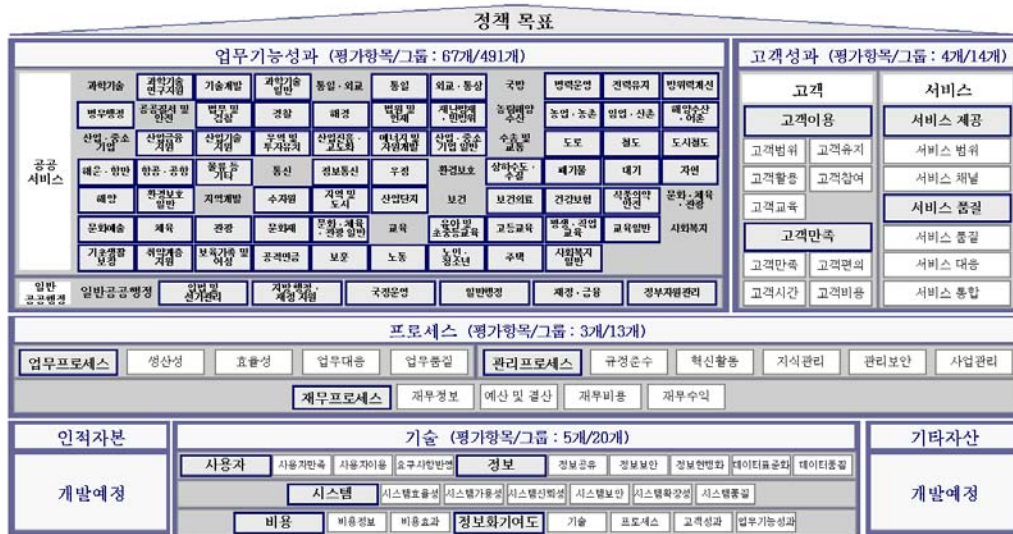 정책 목표
업무기능성과 (평가항목/그룹 : 67개/491개)
고객성과 (평가항목/그룹 : 4개/14개)
공공
서비스
과학기술 과학기술 연구지원 기술개발 과학기술 일반 통일·외교 통일 외교·통상 국방 병력운영 전력유지 방위력개선
법무행정 공공질서 및 안전 법무 및 검찰 경찰 해경 법원 및 헌재 재난방재·민방위 농림해양 수산 농업·농촌 임업·산촌 해양수산·어촌
산업·중소 기업 산업금융 지원 산업기술 지원 무역 및 투자유치 산업진흥·고도화 에너지 및 자원개발 산업·중소 기업 일반 수송 및 교통 도로 철도 도시철도
해운·항만 항공·공항 물류 등 기타 통신 정보통신 우정 환경보호 상하수도·수질 폐기물 대기 자연
해양 환경보호 일반 지역개발 수자원 지역 및 도시 산업단지 보건 보건의료 건강보험 식품의약 안전 문화·체육·관광
문화예술 체육 관광 문화재 문화·체육·관광 일반 교육 유아 및 초중등교육 고등교육 평생·직업 교육 교육일반 사회복지
기초생활 보장 취약계층 지원 보육가족 및 여성 공적연금 보훈 노동 노인·청소년 주택 사회복지 일반
일반
공공행정
일반공공행정 입법 및 선거관리 지방행정·재정 지원 국정운영 일반행정 재정·금융 정부자원관리
고객 서비스
고객이용 서비스 제공
고객범위 고객유지 서비스 범위
고객활용 고객참여 서비스 채널
고객교육 서비스 품질
고객만족 서비스 품질
고객만족 고객편의 서비스 대응
고객시간 고객비용 서비스 통합
프로세스 (평가항목/그룹 : 3개/13개)
업무프로세스 생산성 효율성 업무대응 업무품질 관리프로세스 규정준수 혁신활동 지식관리 관리보안 사업관리
재무프로세스 재무정보 예산 및 결산 재무비용 재무수익
인적자본 기술 (평가항목/그룹 : 5개/20개) 기타자산
개발예정 개발예정
사용자 사용자만족 사용자이용 요구사항반영 정보 정보공유 정보보안 정보현행화 데이터표준화 데이터품질
시스템 시스템효율성 시스템가용성 시스템신뢰성 시스템보안 시스템확장성 시스템품질
비용 비용정보 비용효과 정보화기여도 기술 프로세스 고객성과 업무기능성과